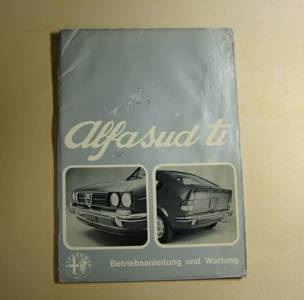 alfasud ti
Betriebsanleitung und Wartung